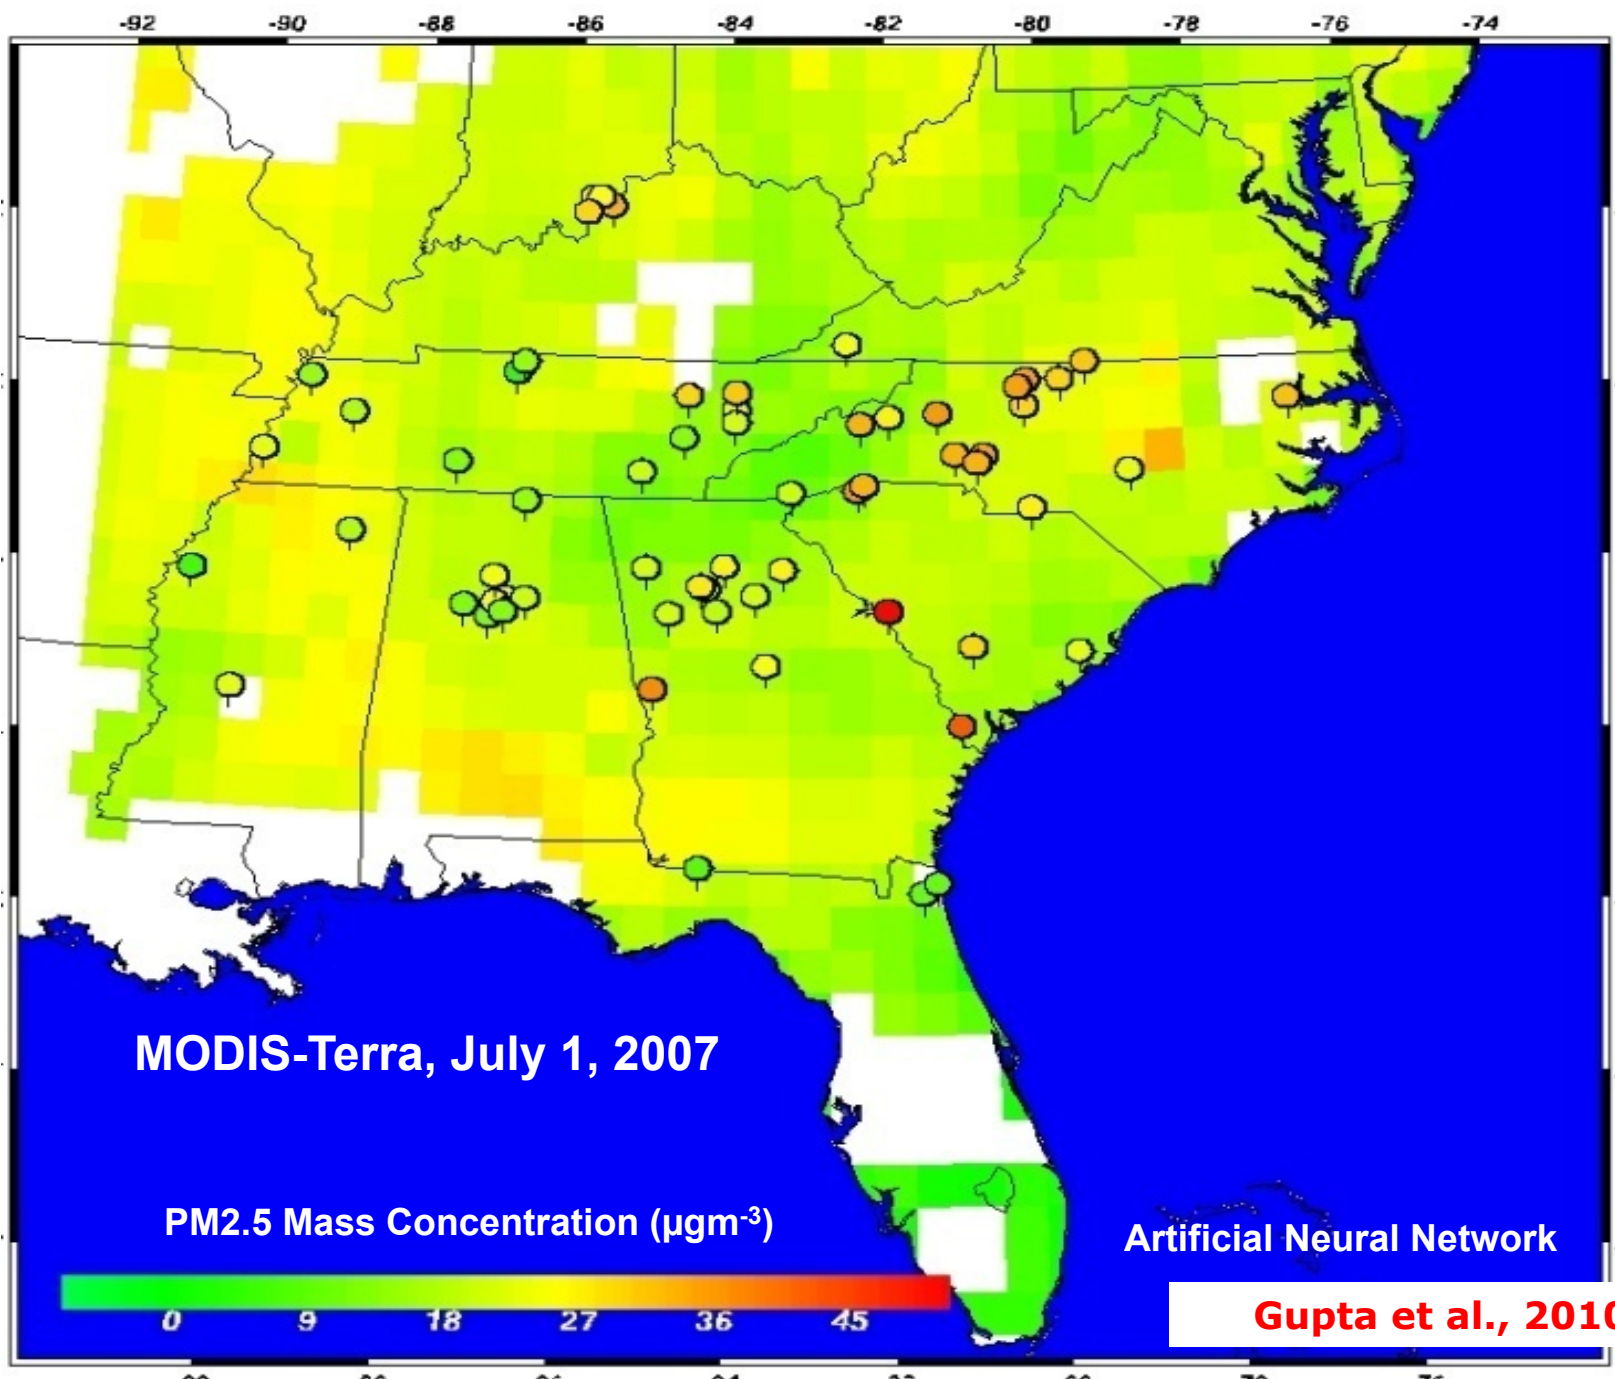 -92 -90 -88 -86 -84 -82 -80 -78 -76 -74
MODIS-Terra, July 1, 2007
PM2.5 Mass Concentration (µgm⁻³)
Artificial Neural Network
0 9 18 27 36 45
Gupta et al., 2010